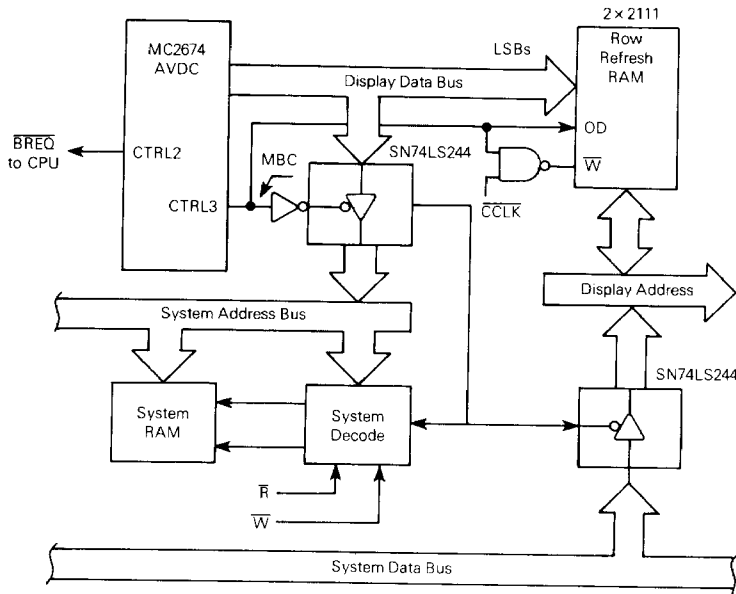 2 × 2111
MC2674
AVDC
LSBs
Row
Refresh
RAM
Display Data Bus
OD
BREQ
to CPU
CTRL2
SN74LS244
MBC
W
CTRL3
CCLK
Display Address
System Address Bus
SN74LS244
System
RAM
System
Decode
R
W
System Data Bus